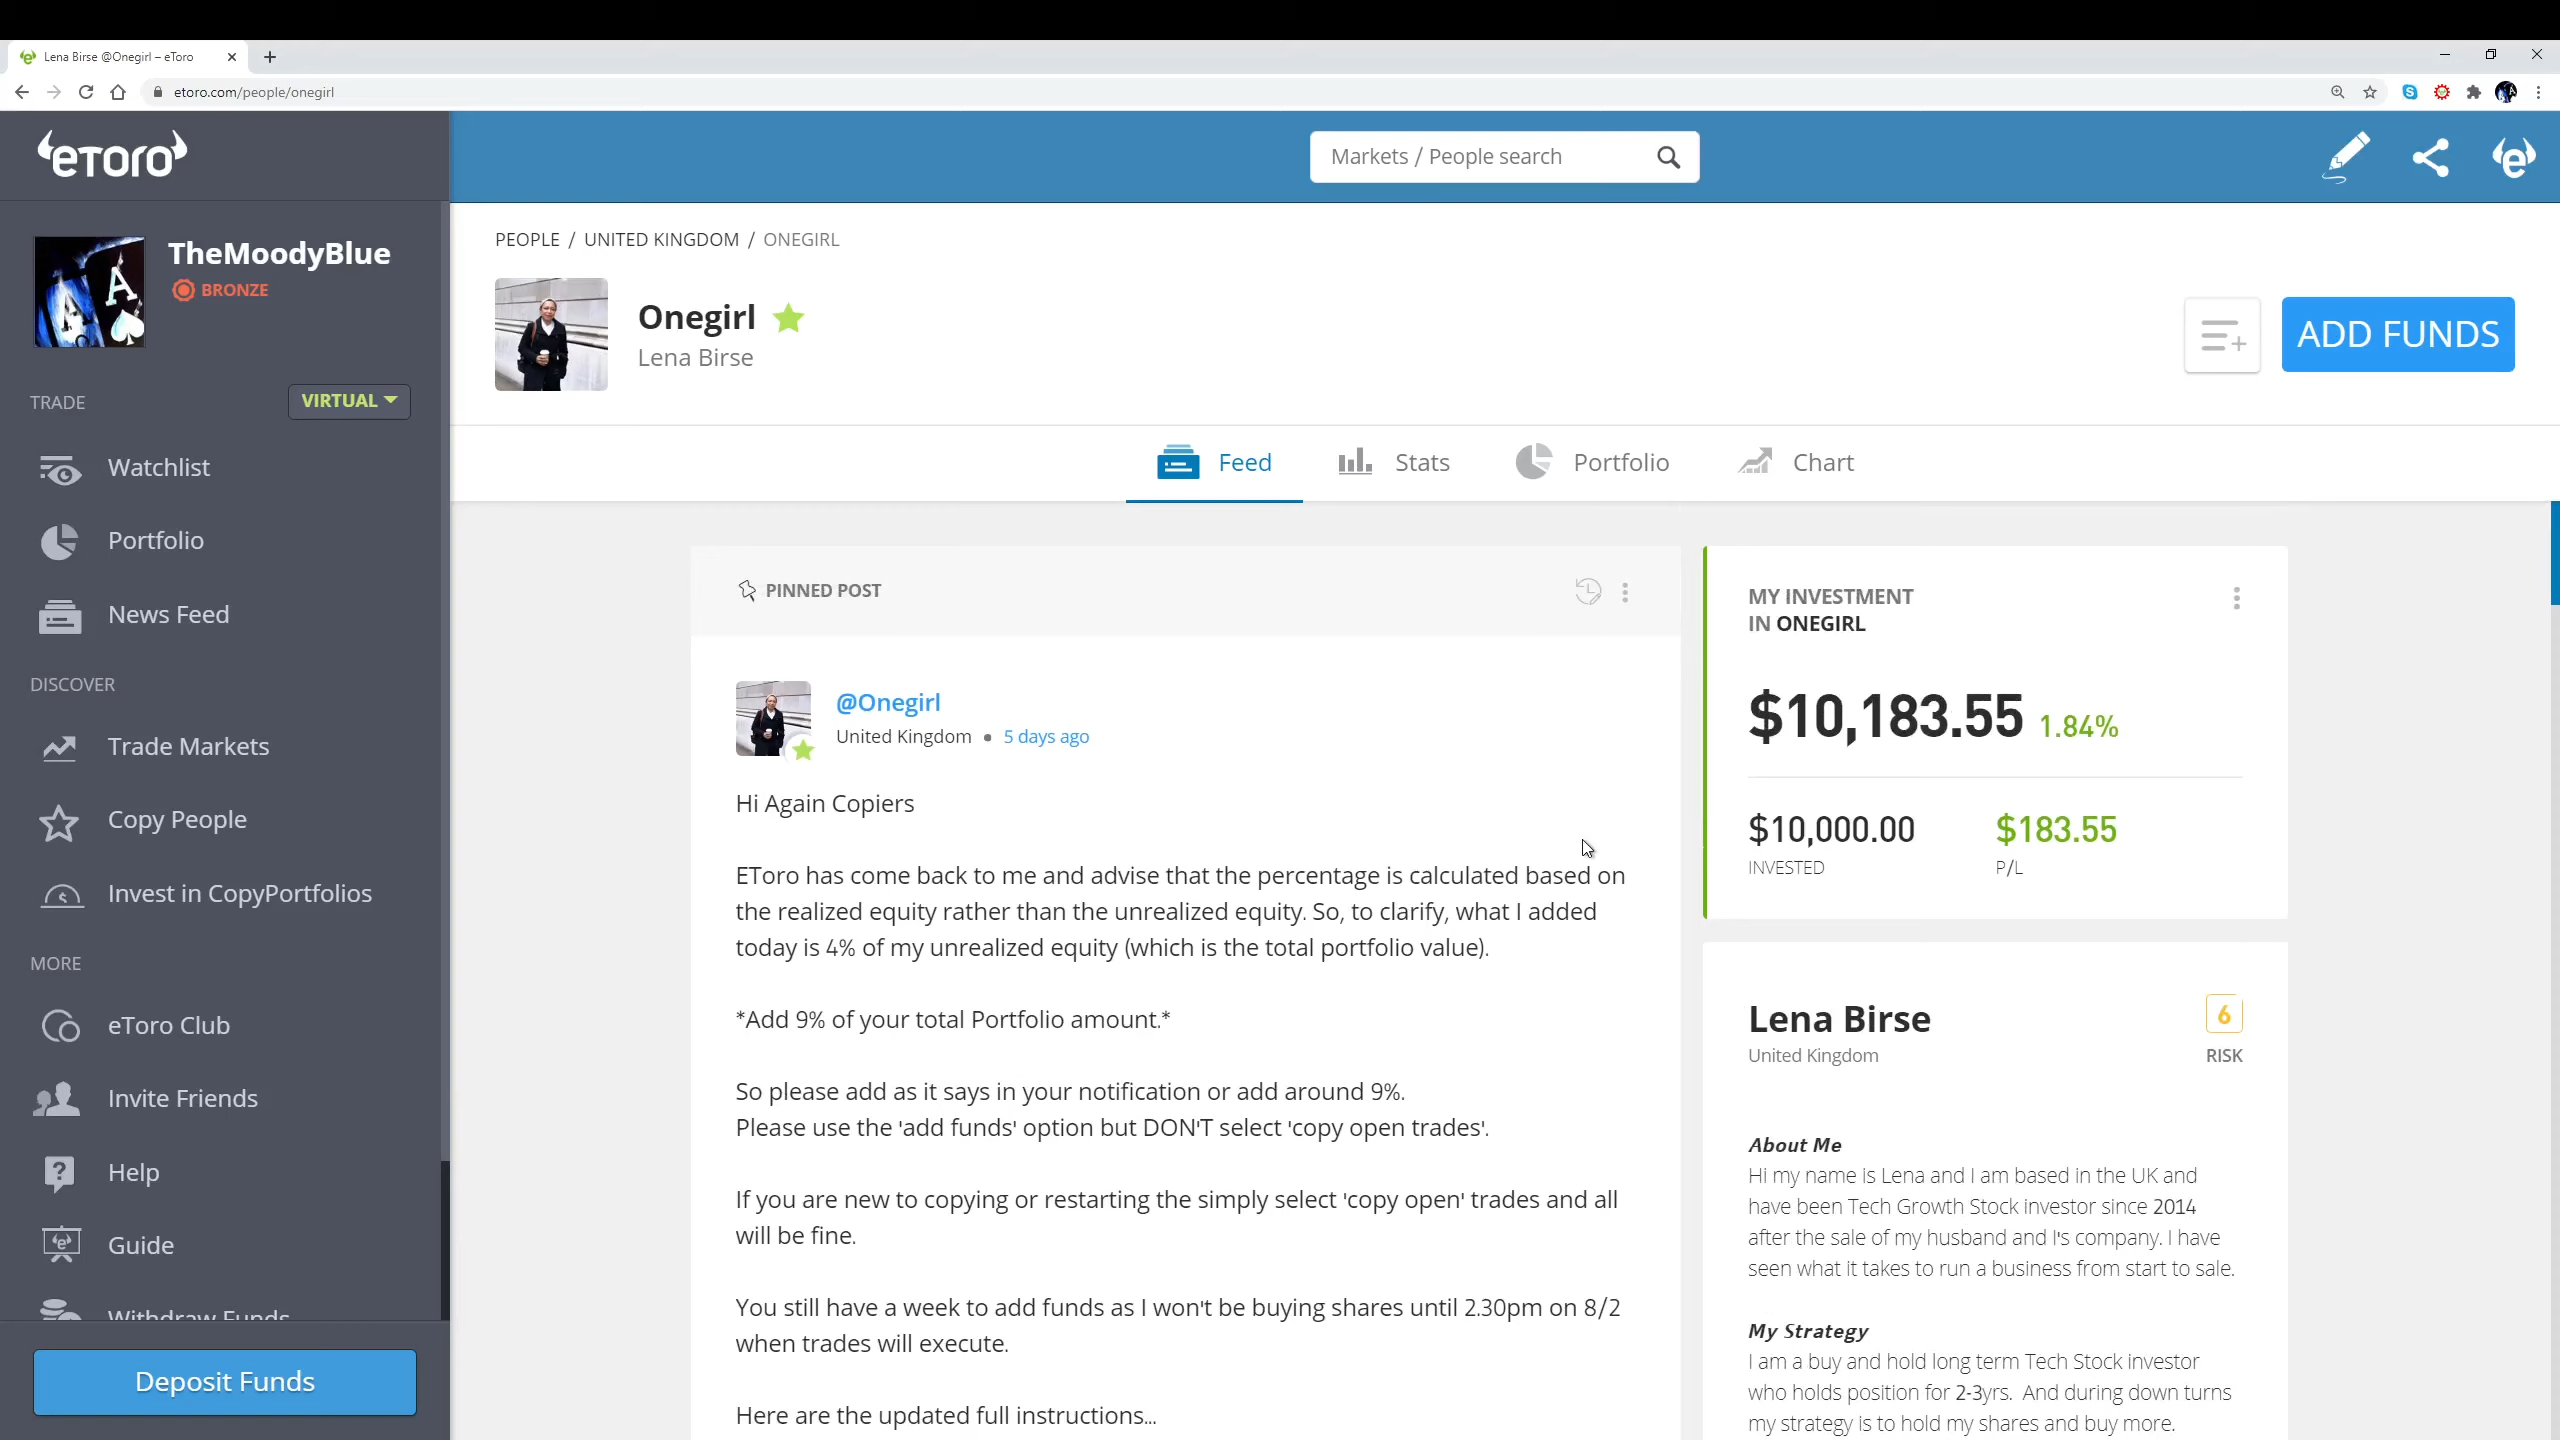 Lena Birse @Onegirl – eToro
etoro.com/people/onegirl
eToro
Markets / People search
TheMoodyBlue
BRONZE
TRADE
VIRTUAL
Watchlist
Portfolio
News Feed
DISCOVER
Trade Markets
Copy People
Invest in CopyPortfolios
MORE
eToro Club
Invite Friends
Help
Guide
Withdraw Funds
Deposit Funds
PEOPLE / UNITED KINGDOM / ONEGIRL
Onegirl
Lena Birse
ADD FUNDS
Feed
Stats
Portfolio
Chart
PINNED POST
@Onegirl
United Kingdom • 5 days ago
Hi Again Copiers
EToro has come back to me and advise that the percentage is calculated based on
the realized equity rather than the unrealized equity. So, to clarify, what I added
today is 4% of my unrealized equity (which is the total portfolio value).
*Add 9% of your total Portfolio amount.*
So please add as it says in your notification or add around 9%.
Please use the 'add funds' option but DON'T select 'copy open trades'.
If you are new to copying or restarting the simply select 'copy open' trades and all
will be fine.
You still have a week to add funds as I won't be buying shares until 2.30pm on 8/2
when trades will execute.
Here are the updated full instructions...
MY INVESTMENT
IN ONEGIRL
$10,183.55 1.84%
$10,000.00
INVESTED
$183.55
P/L
Lena Birse
United Kingdom
6
RISK
About Me
Hi my name is Lena and I am based in the UK and
have been Tech Growth Stock investor since 2014
after the sale of my husband and I's company. I have
seen what it takes to run a business from start to sale.
My Strategy
I am a buy and hold long term Tech Stock investor
who holds position for 2-3yrs. And during down turns
my strategy is to hold my shares and buy more.